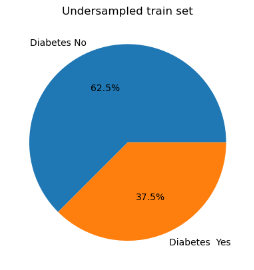 Undersampled train set
Diabetes No
62.5%
37.5%
Diabetes  Yes